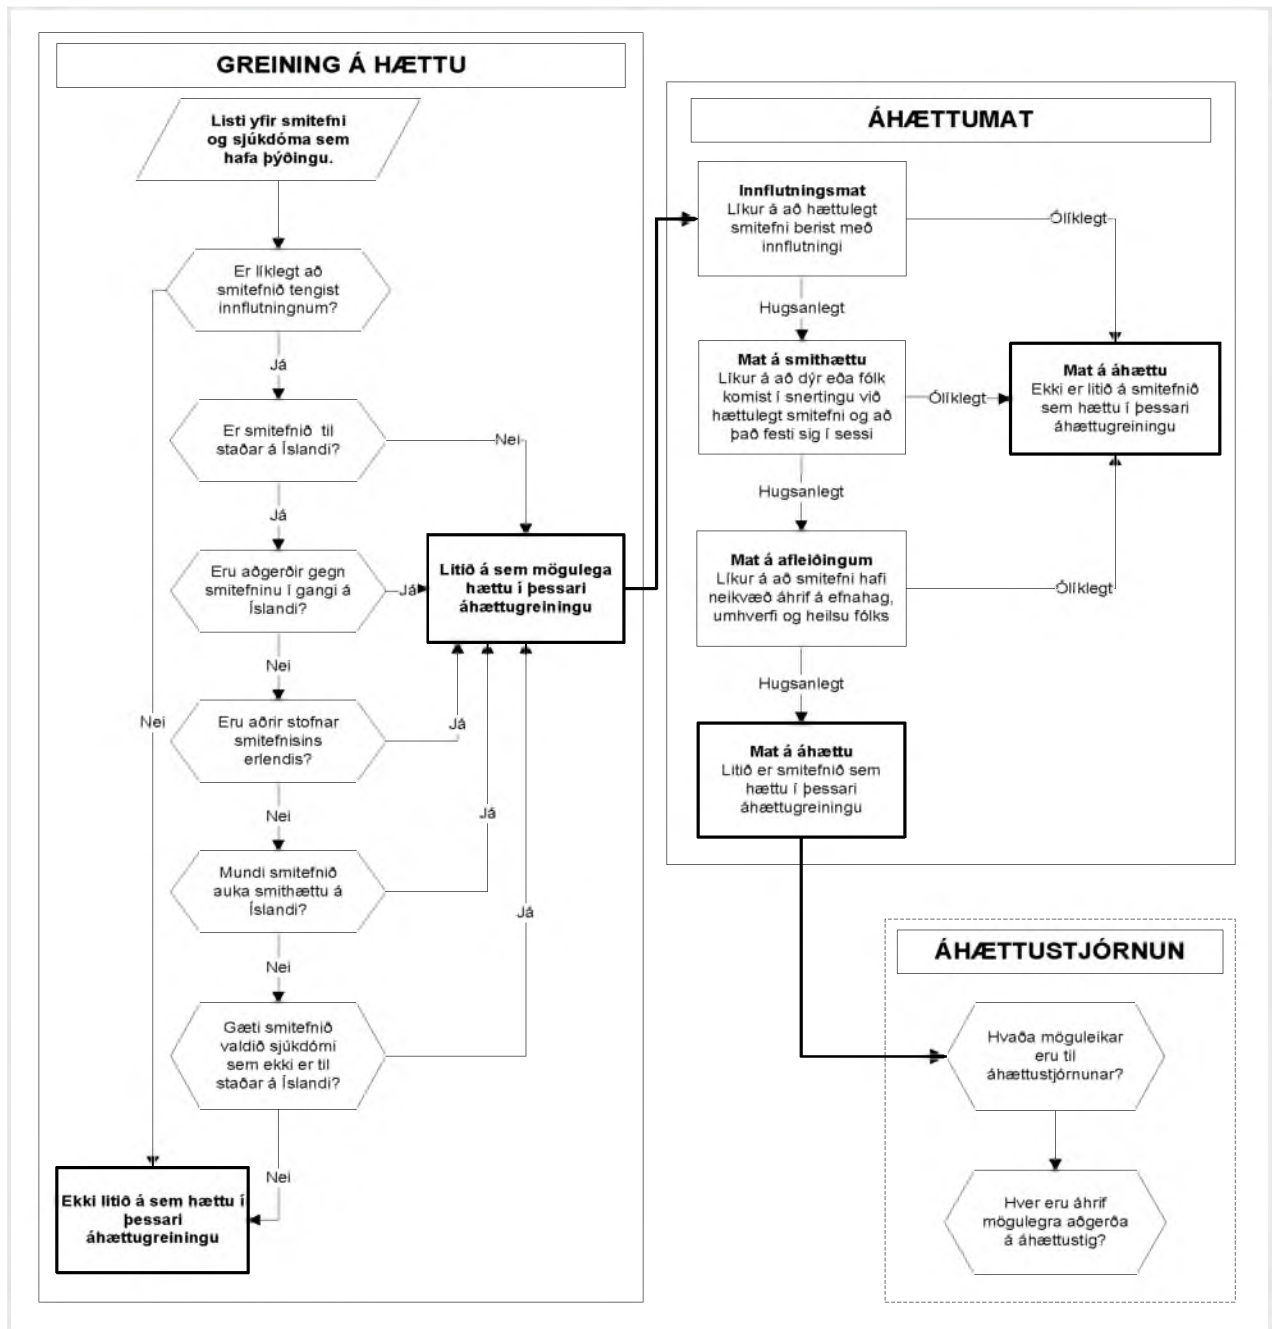 GREINING Á HÆTTU
Listi yfir smitefni
og sjúkdóma sem
hafa þýðingu.
Er líklegt að
smitefnið tengist
innflutningnum?
Já
Er smitefnið til
staðar á Íslandi?
Nei
Já
Eru aðgerðir gegn
smitefninu í gangi á
Íslandi?
Já
Litið á sem mögulega
hættu í þessari
áhættugreiningu
Nei
Eru aðrir stofnar
smitefnisins
erlendis?
Já
Nei
Nei
Mundi smitefnið
auka smithættu á
Íslandi?
Já
Nei
Gæti smitefnið
valdið sjúkdómi
sem ekki er til
staðar á Íslandi?
Já
Nei
Ekki litið á sem hættu í
þessari
áhættugreiningu
ÁHÆTTUMAT
Innflutningsmat
Líkur á að hættulegt
smitefni berist með
innflutningi
Ólíklegt
Hugsanlegt
Mat á smithættu
Líkur á að dýr eða fólk
komist í snertingu við
hættulegt smitefni og að
það festi sig í sessi
Ólíklegt
Mat á áhættu
Ekki er litið á smitefnið
sem hættu í þessari
áhættugreiningu
Hugsanlegt
Mat á afleiðingum
Líkur á að smitefni hafi
neikvæð áhrif á efnahag,
umhverfi og heilsu fólks
Ólíklegt
Hugsanlegt
Mat á áhættu
Litið er smitefnið sem
hættu í þessari
áhættugreiningu
ÁHÆTTUSTJÓRNUN
Hvaða möguleikar
eru til
áhættustjórnunar?
Hver eru áhrif
mögulegra aðgerða
á áhættustig?